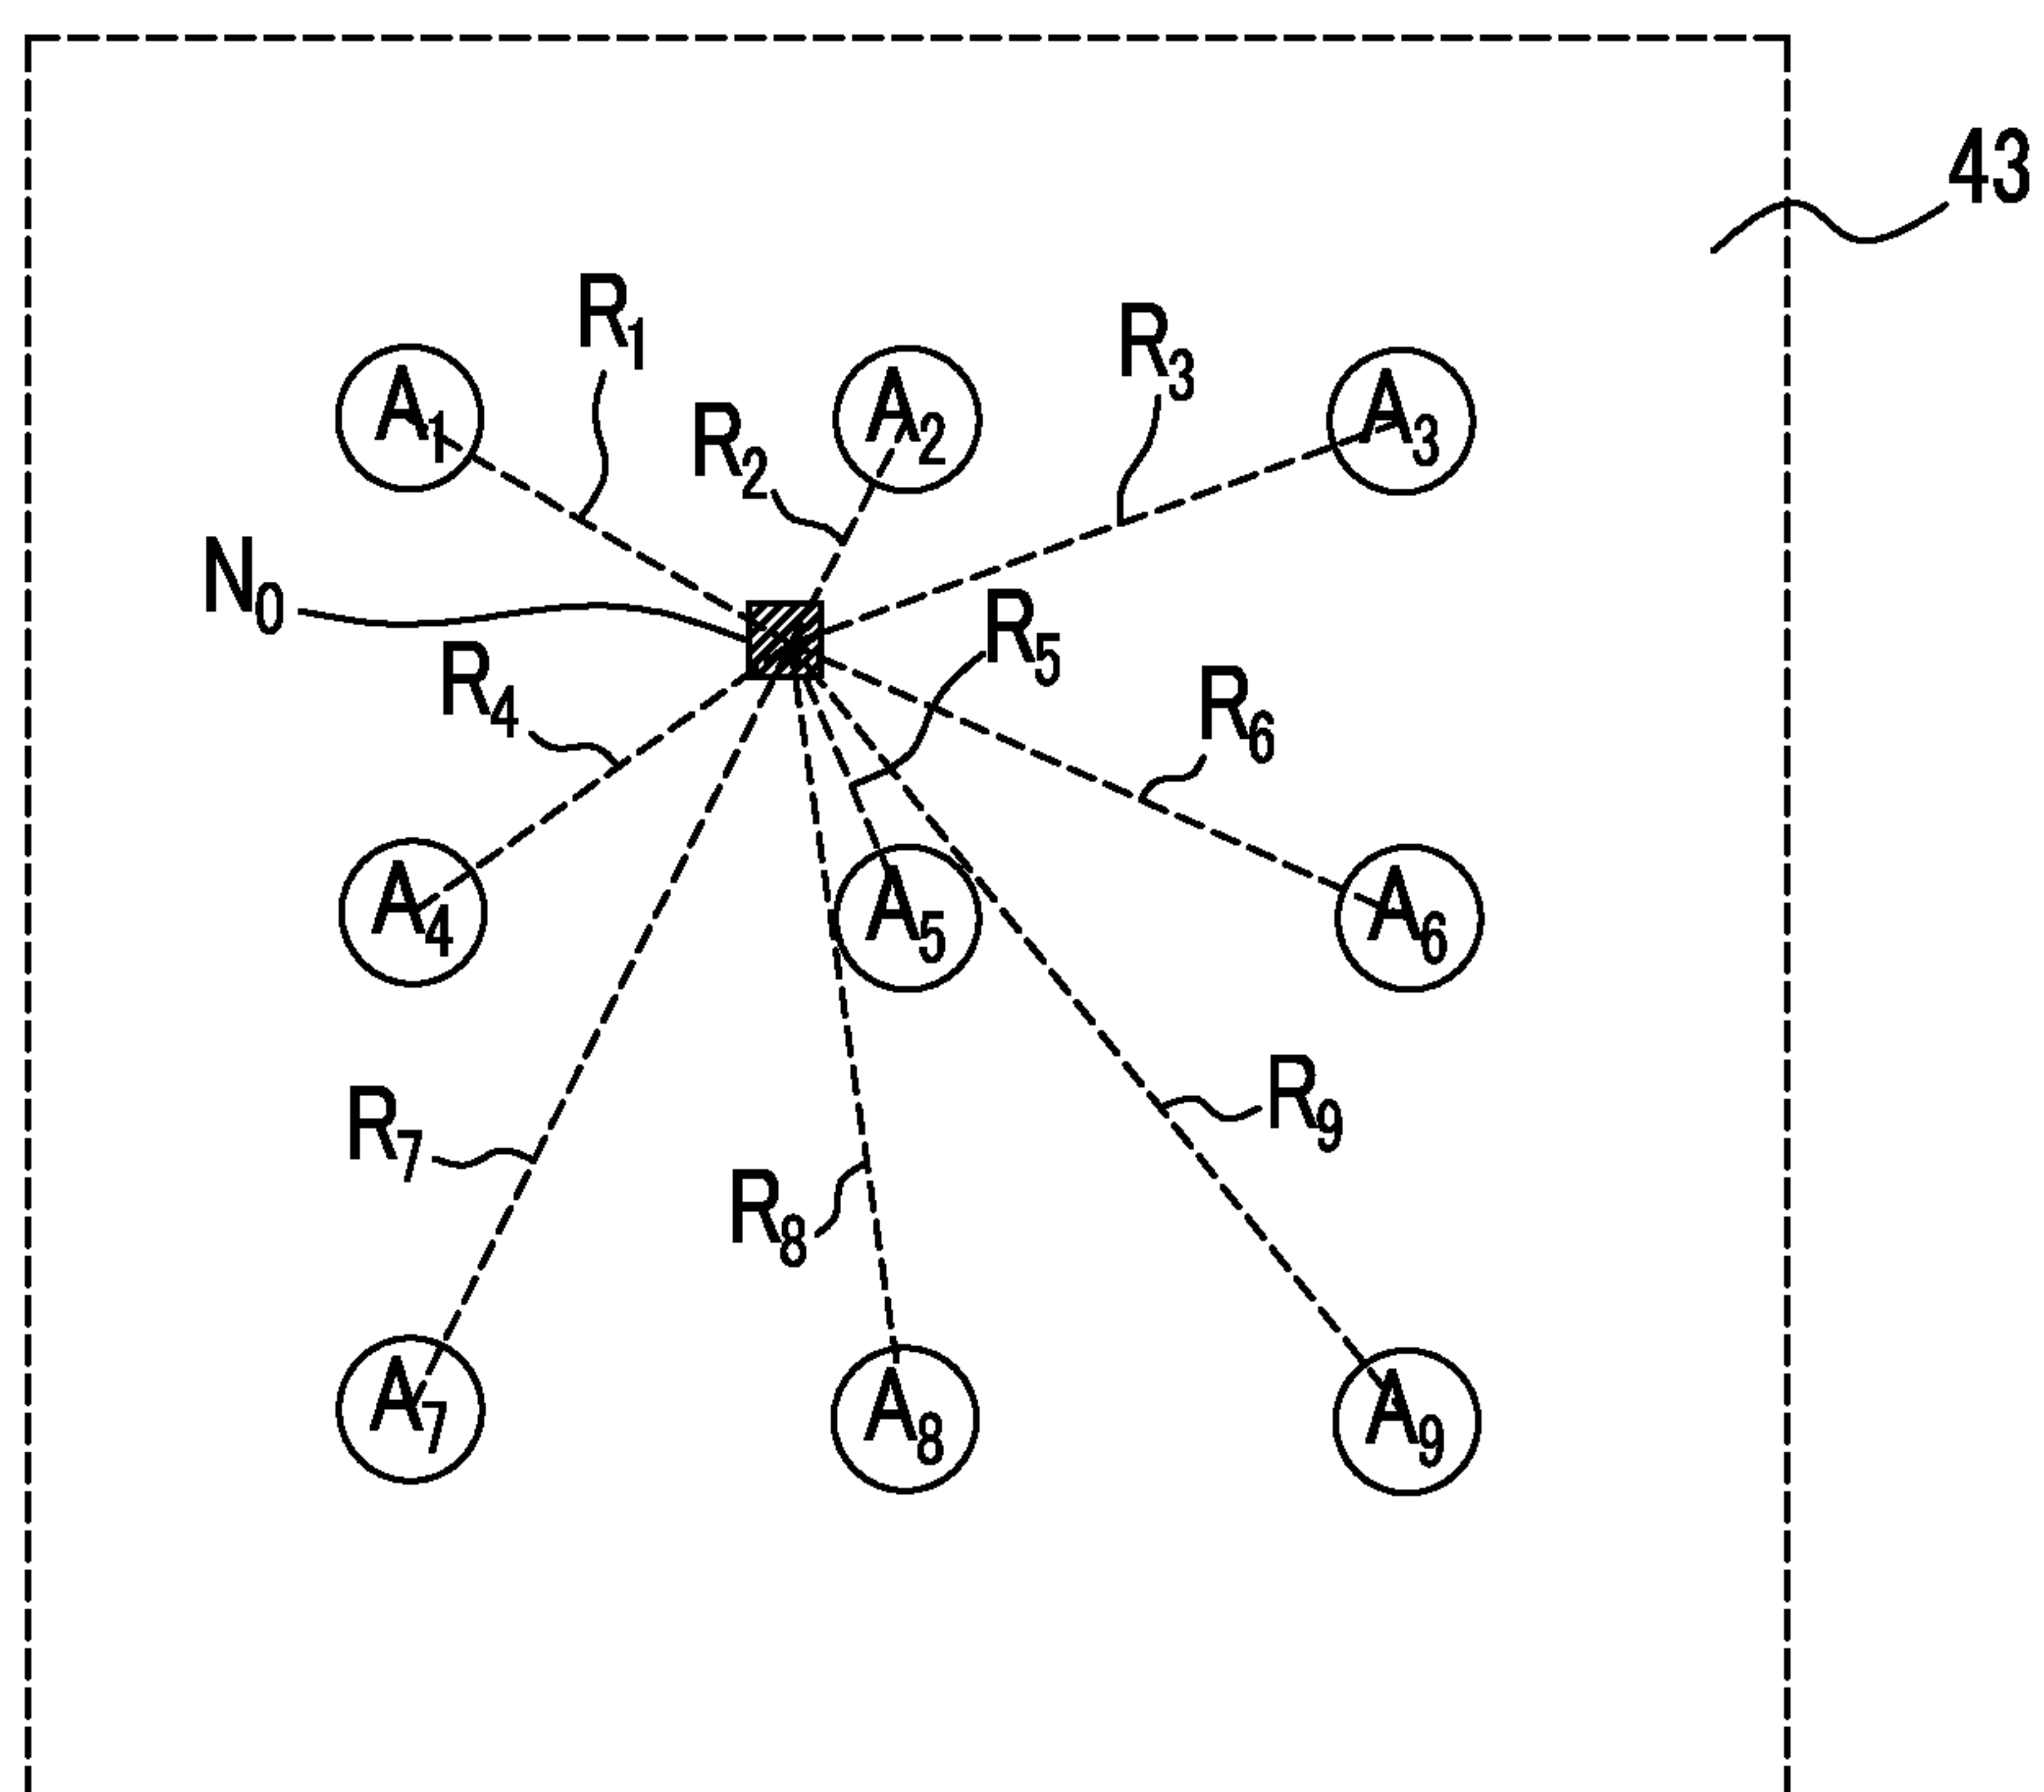 43
R₁
R₃
A₁
A₂
A₃
R₂
N₀
R₅
R₄
R₆
A₄
A₅
A₆
R₇
R₉
R₈
A₇
A₈
A₉